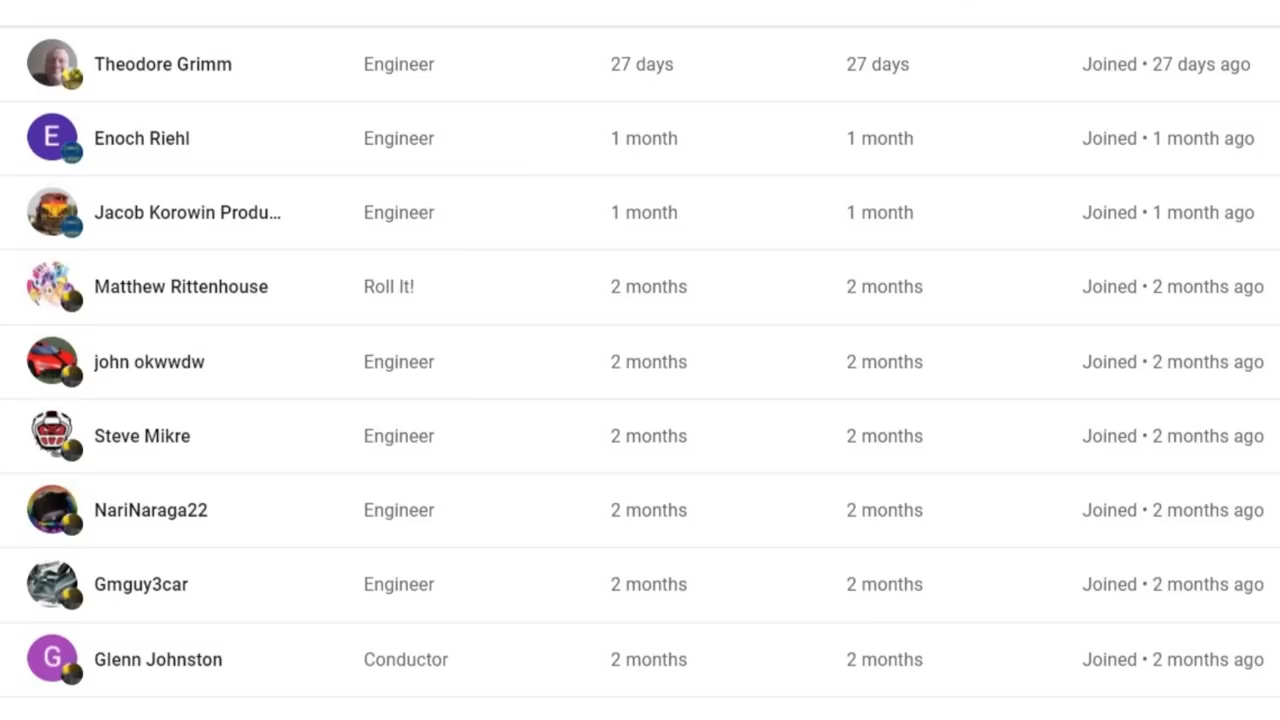 Theodore Grimm Engineer 27 days 27 days Joined • 27 days ago
E Enoch Riehl Engineer 1 month 1 month Joined • 1 month ago
Jacob Korowin Produ... Engineer 1 month 1 month Joined • 1 month ago
Matthew Rittenhouse Roll It! 2 months 2 months Joined • 2 months ago
john okwwdw Engineer 2 months 2 months Joined • 2 months ago
Steve Mikre Engineer 2 months 2 months Joined • 2 months ago
NariNaraga22 Engineer 2 months 2 months Joined • 2 months ago
Gmguy3car Engineer 2 months 2 months Joined • 2 months ago
G Glenn Johnston Conductor 2 months 2 months Joined • 2 months ago